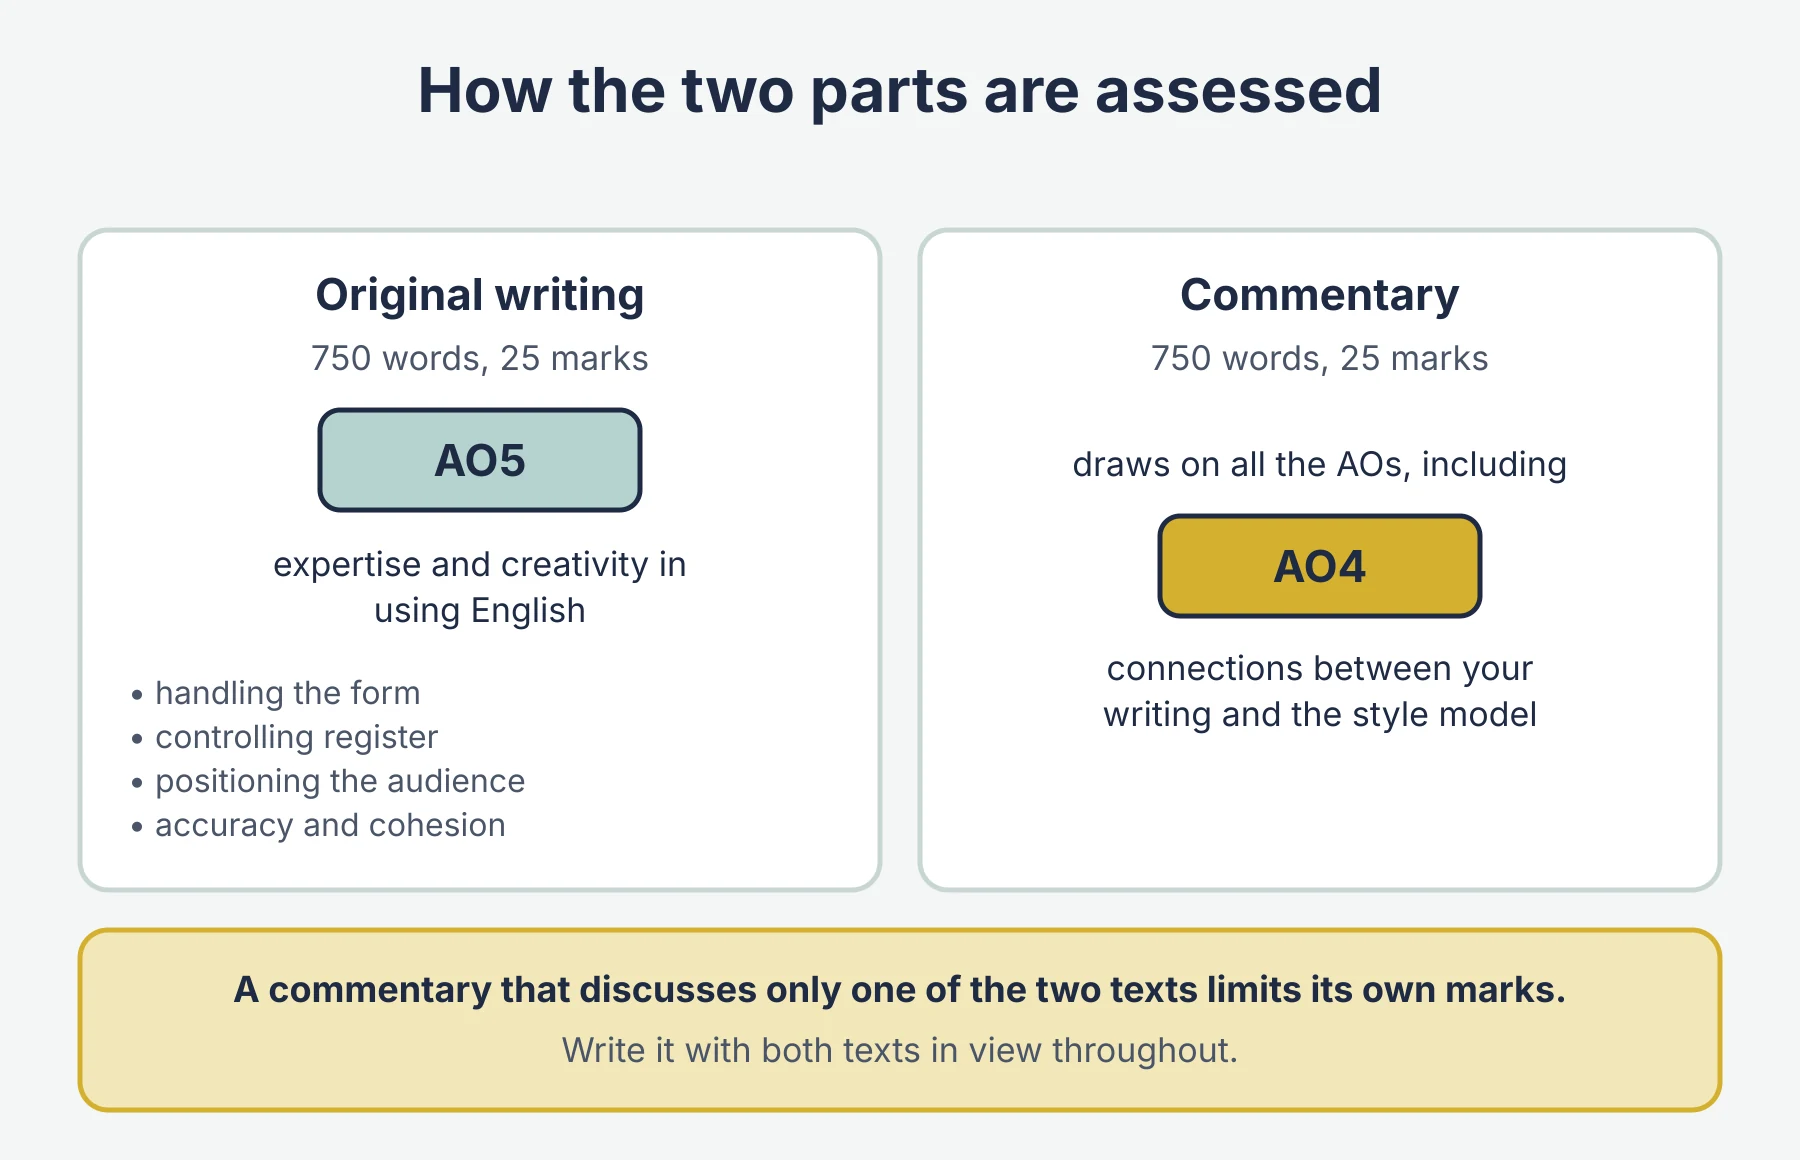 How the two parts are assessed
Original writing
750 words, 25 marks
AO5
expertise and creativity in
using English
• handling the form
• controlling register
• positioning the audience
• accuracy and cohesion
Commentary
750 words, 25 marks
draws on all the AOs, including
AO4
connections between your
writing and the style model
A commentary that discusses only one of the two texts limits its own marks.
Write it with both texts in view throughout.